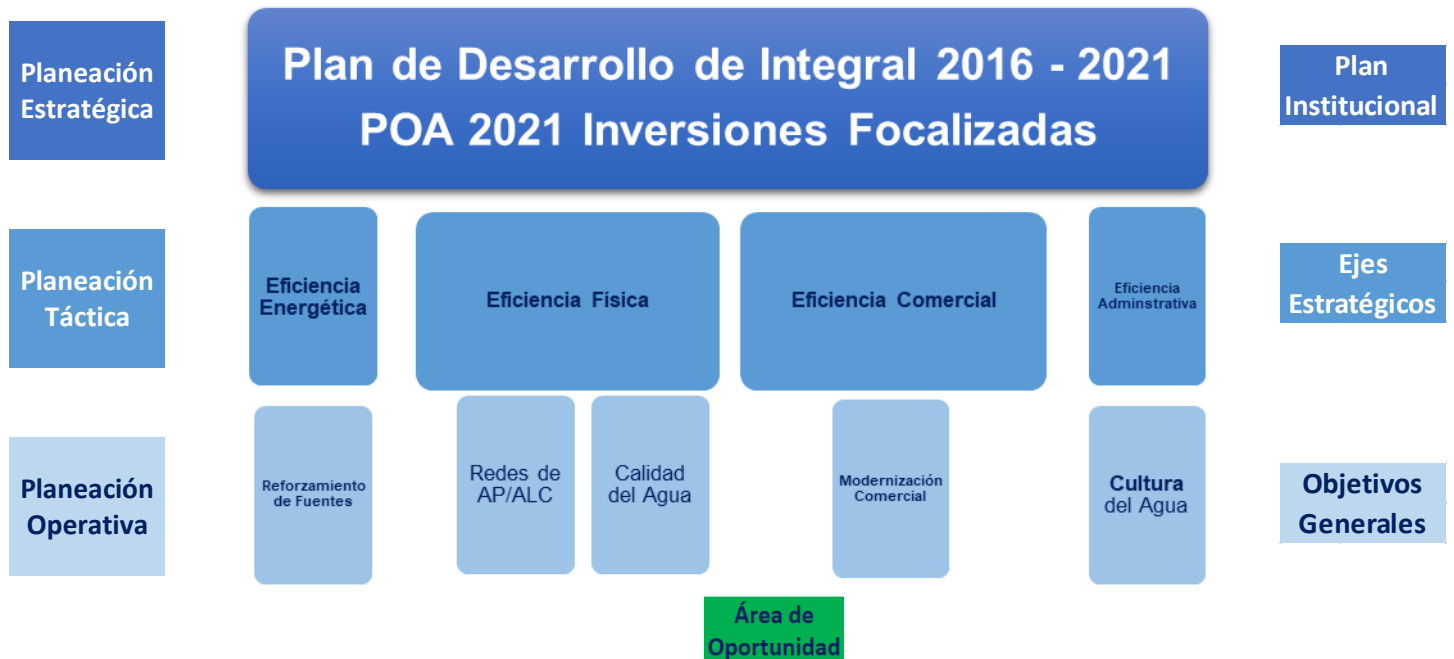 Planeación
Estratégica
Plan de Desarrollo de Integral 2016 - 2021
POA 2021 Inversiones Focalizadas
Plan
Institucional
Planeación
Táctica
Eficiencia
Energética
Eficiencia Física
Eficiencia Comercial
Eficiencia
Adminstrativa
Ejes
Estratégicos
Planeación
Operativa
Reforzamiento
de Fuentes
Redes de
AP/ALC
Calidad
del Agua
Modernización
Comercial
Cultura
del Agua
Objetivos
Generales
Área de
Oportunidad